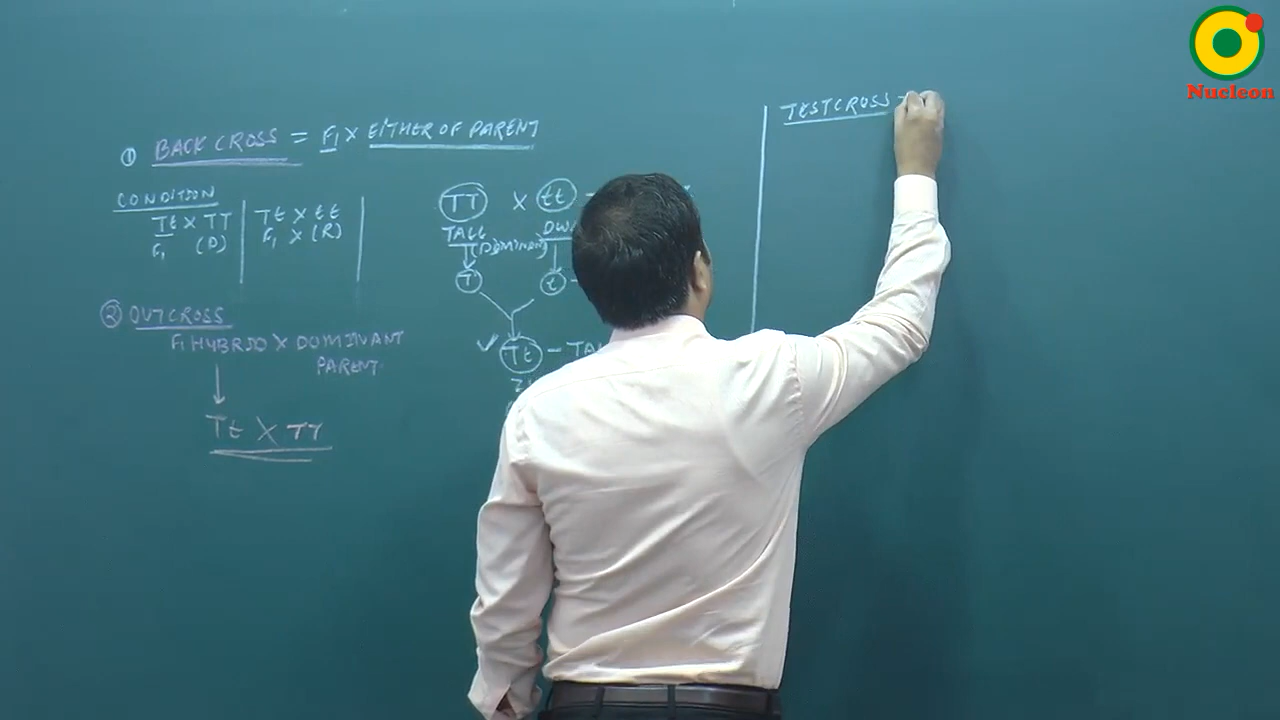 ① BACK CROSS = F₁ X EITHER OF PARENT
CONDITION
Tt X TT
F₁ (D)
Tt X tt
F₁ X (R)
② OUTCROSS
F₁ HYBRID X DOMINANT
PARENT
Tt X TT
TT X tt -
TALL
(DOMINANT)
T
t -
✓ Tt - TAL
TESTCROSS -
Nucleon